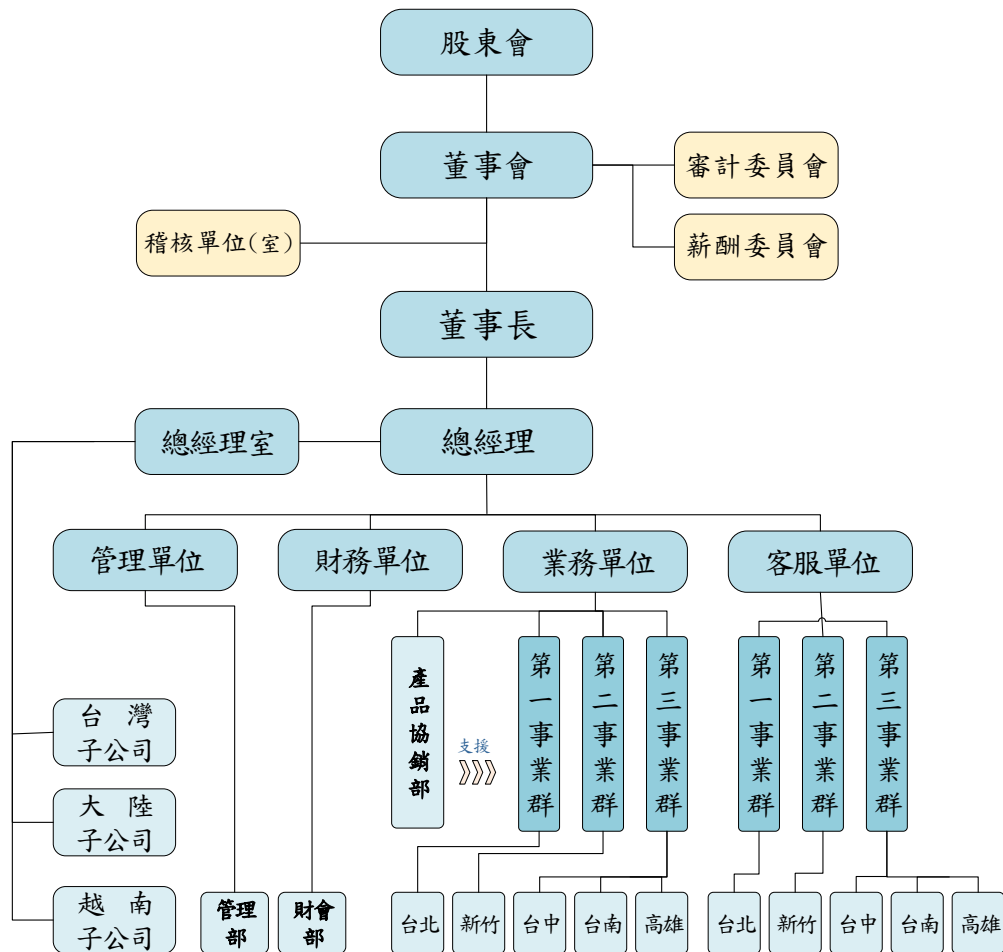 股東會
董事會
審計委員會
稽核單位(室)
薪酬委員會
董事長
總經理室
總經理
管理單位
財務單位
業務單位
客服單位
產品協銷部
支援
第一事業群
第二事業群
第三事業群
第一事業群
第二事業群
第三事業群
台灣
子公司
大陸
子公司
越南
子公司
管理
部
財會
部
台北
新竹
台中
台南
高雄
台北
新竹
台中
台南
高雄